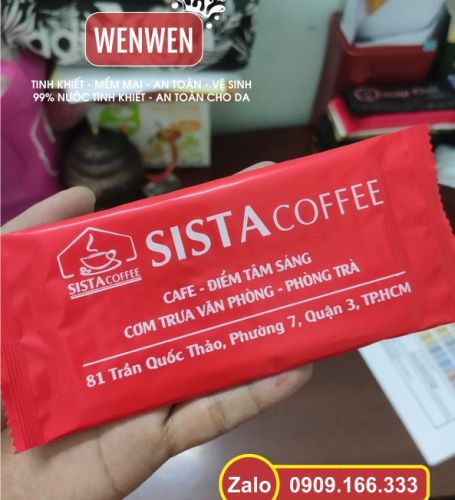 WENWEN
TINH KHIẾT - MỀM MẠI - AN TOÀN - VỆ SINH
99% NƯỚC TINH KHIẾT - AN TOÀN CHO DA
SISTA COFFEE
SISTA COFFEE
CAFE - ĐIỂM TÂM SÁNG
CƠM TRƯA VĂN PHÒNG - PHÒNG TRÀ
81 Trần Quốc Thảo, Phường 7, Quận 3, TP.HCM
Zalo 0909.166.333